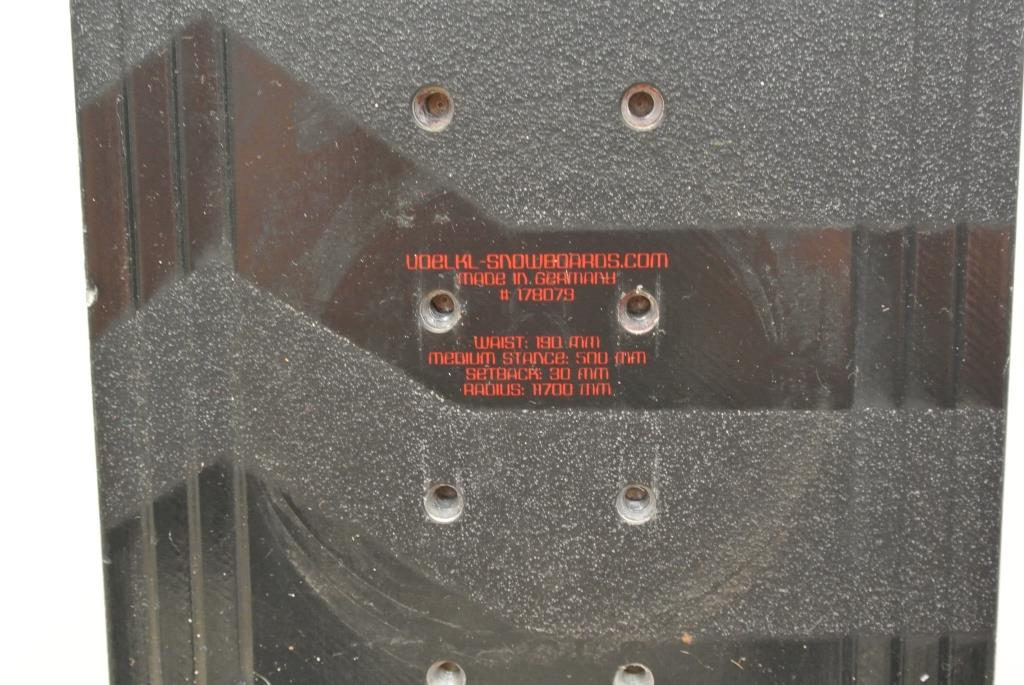 VOELKL-SNOWBOARDS.COM
MADE IN GERMANY
# 178079
WAIST: 190 MM
MEDIUM STANCE: 500 MM
SETBACK: 30 MM
RADIUS: 11700 MM